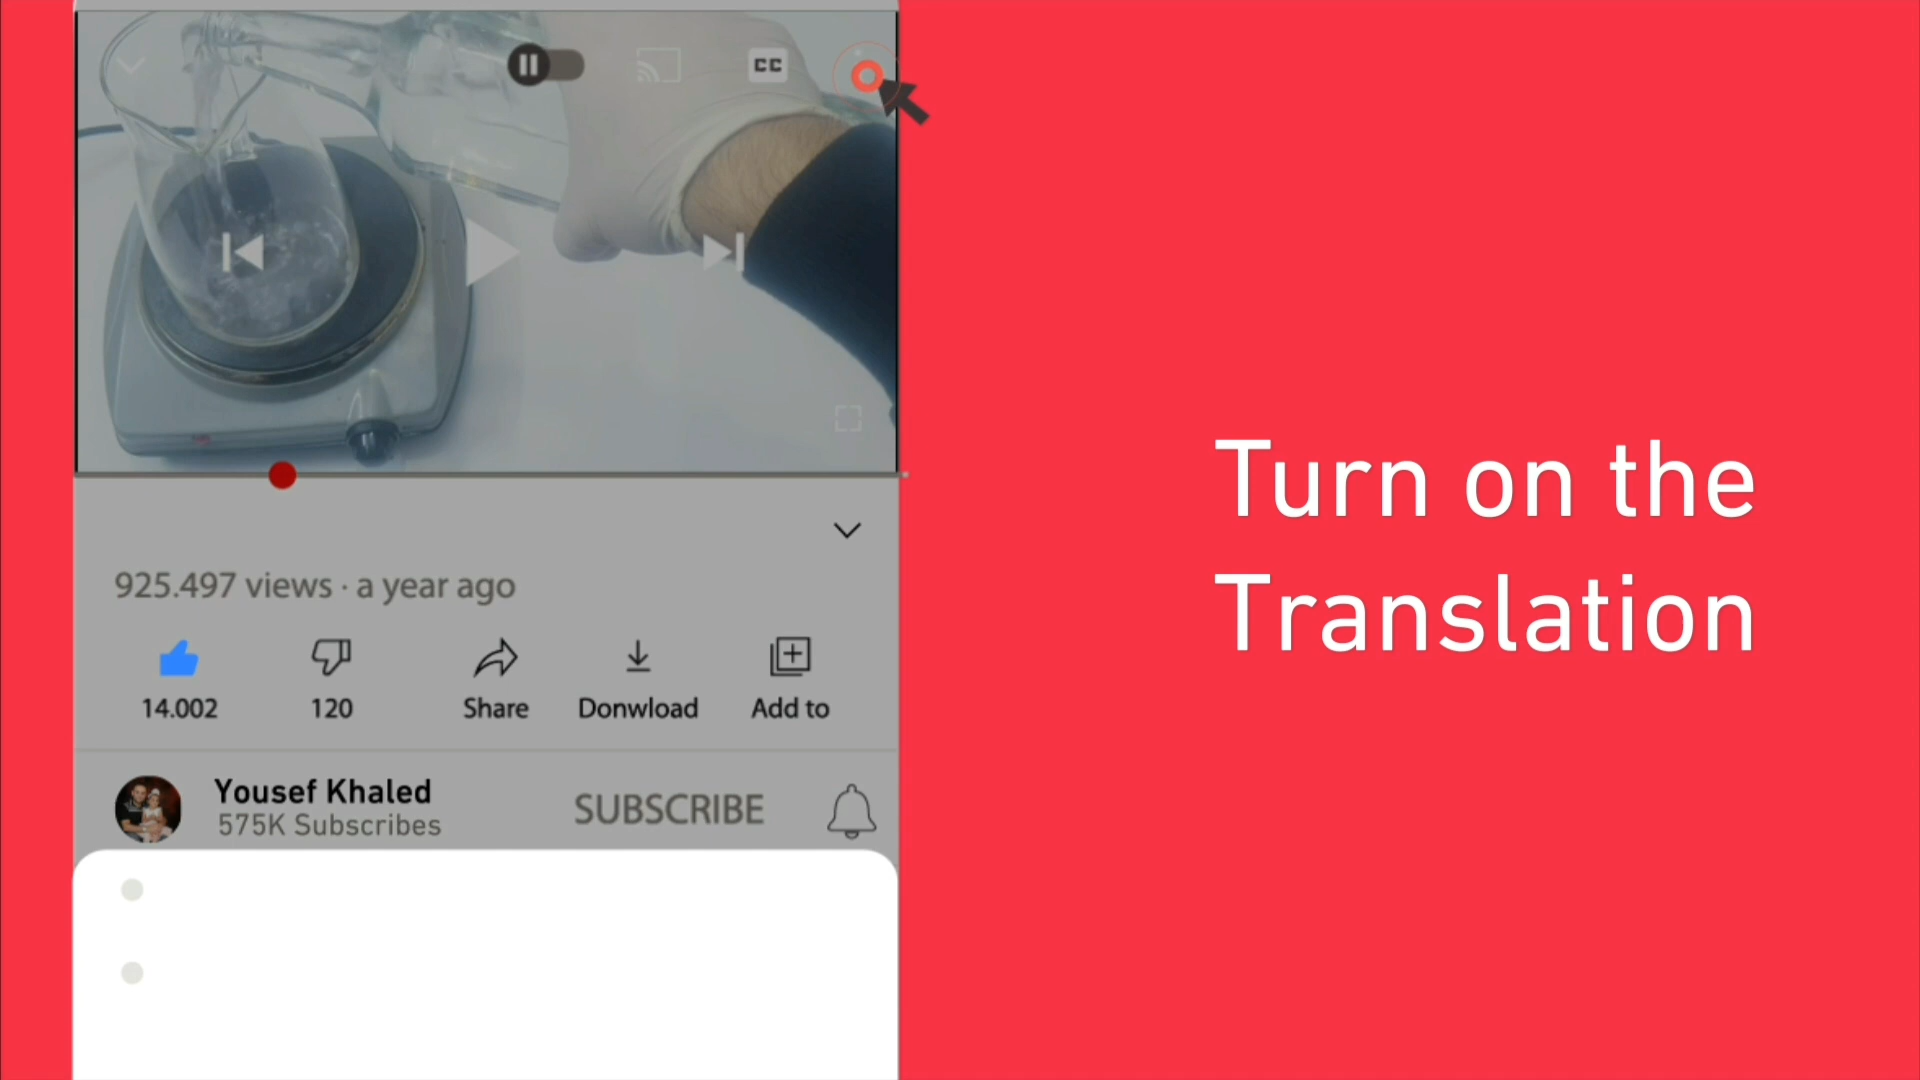 CC
925.497 views · a year ago
14.002
120
Share
Donwload
Add to
Yousef Khaled
575K Subscribes
SUBSCRIBE
Turn on the
Translation